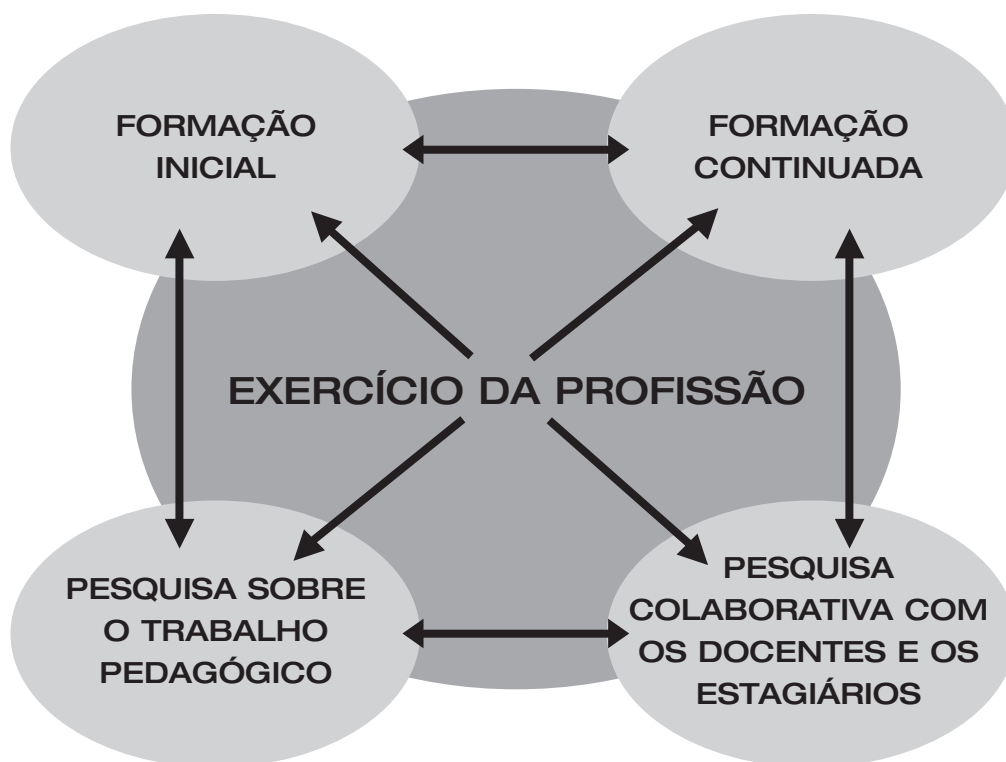 FORMAÇÃO
INICIAL
FORMAÇÃO
CONTINUADA
EXERCÍCIO DA PROFISSÃO
PESQUISA SOBRE
O TRABALHO
PEDAGÓGICO
PESQUISA
COLABORATIVA COM
OS DOCENTES E OS
ESTAGIÁRIOS